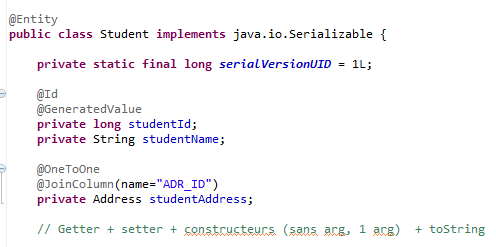 @Entity
public class Student implements java.io.Serializable {
private static final long serialVersionUID = 1L;
@Id
@GeneratedValue
private long studentId;
private String studentName;
@OneToOne
@JoinColumn(name="ADR_ID")
private Address studentAddress;
// Getter + setter + constructeurs (sans arg, 1 arg)  + toString